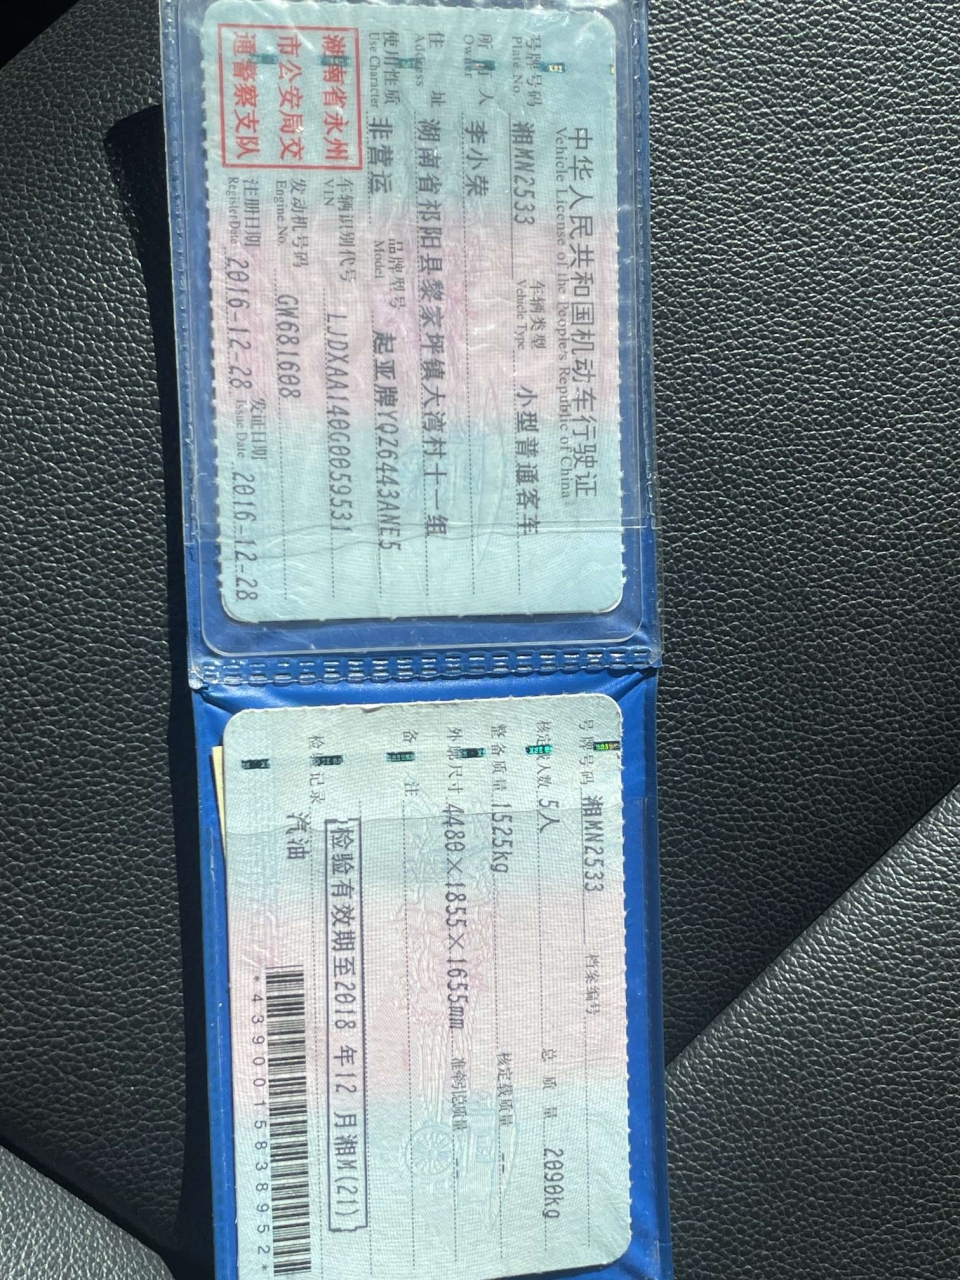 中华人民共和国机动车行驶证
Vehicle License of the People's Republic of China
号牌号码 湘MN2533 车辆类型 小型普通客车
Plate No. Vehicle Type
所有人 李小荣
Owner
住址 湖南省祁阳县黎家坪镇大湾村十一组
Address
使用性质 非营运 品牌型号 起亚牌YQZ6443ANE5
Use Character Model
湖南省永州
市公安局交
通警察支队
车辆识别代号 LJDXAA140G0059531
VIN
发动机号码 GW681608
Engine No.
注册日期 2016-12-28 发证日期 2016-12-28
Register Date Issue Date
号牌号码 湘MN2533 档案编号
核定载人数 5人 总质量 2090kg
整备质量 1525kg 核定载质量 --
外廓尺寸 4480×1855×1655mm 准牵引总质量 --
备注
检验有效期至2018年12月湘M(21)
检验记录 汽油
*4390015838952*